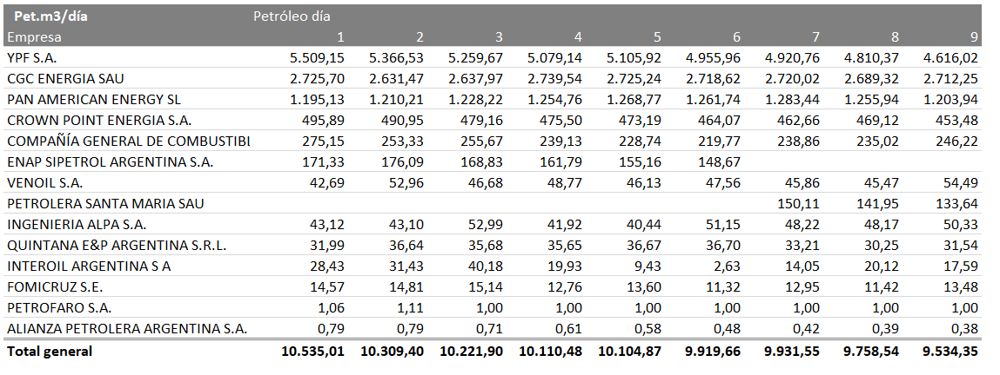 Pet.m3/día Petróleo día
Empresa 1 2 3 4 5 6 7 8 9
YPF S.A. 5.509,15 5.366,53 5.259,67 5.079,14 5.105,92 4.955,96 4.920,76 4.810,37 4.616,02
CGC ENERGIA SAU 2.725,70 2.631,47 2.637,97 2.739,54 2.725,24 2.718,62 2.720,02 2.689,32 2.712,25
PAN AMERICAN ENERGY SL 1.195,13 1.210,21 1.228,22 1.254,76 1.268,77 1.261,74 1.283,44 1.255,94 1.203,94
CROWN POINT ENERGIA S.A. 495,89 490,95 479,16 475,50 473,19 464,07 462,66 469,12 453,48
COMPAÑÍA GENERAL DE COMBUSTIBI 275,15 253,33 255,67 239,13 228,74 219,77 238,86 235,02 246,22
ENAP SIPETROL ARGENTINA S.A. 171,33 176,09 168,83 161,79 155,16 148,67
VENOIL S.A. 42,69 52,96 46,68 48,77 46,13 47,56 45,86 45,47 54,49
PETROLERA SANTA MARIA SAU 150,11 141,95 133,64
INGENIERIA ALPA S.A. 43,12 43,10 52,99 41,92 40,44 51,15 48,22 48,17 50,33
QUINTANA E&P ARGENTINA S.R.L. 31,99 36,64 35,68 35,65 36,67 36,70 33,21 30,25 31,54
INTEROIL ARGENTINA S A 28,43 31,43 40,18 19,93 9,43 2,63 14,05 20,12 17,59
FOMICRUZ S.E. 14,57 14,81 15,14 12,76 13,60 11,32 12,95 11,42 13,48
PETROFARO S.A. 1,06 1,11 1,00 1,00 1,00 1,00 1,00 1,00 1,00
ALIANZA PETROLERA ARGENTINA S.A. 0,79 0,79 0,71 0,61 0,58 0,48 0,42 0,39 0,38
Total general 10.535,01 10.309,40 10.221,90 10.110,48 10.104,87 9.919,66 9.931,55 9.758,54 9.534,35